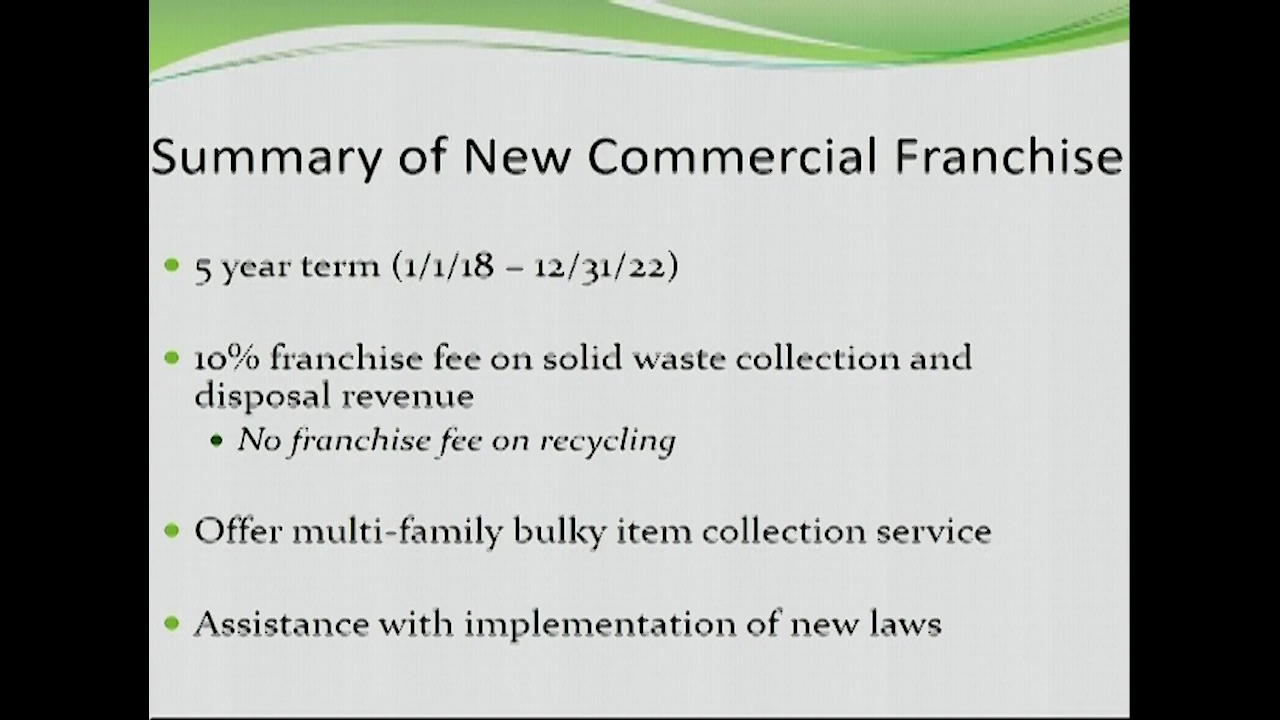 Summary of New Commercial Franchise
• 5 year term (1/1/18 – 12/31/22)
• 10% franchise fee on solid waste collection and
disposal revenue
• No franchise fee on recycling
• Offer multi-family bulky item collection service
• Assistance with implementation of new laws